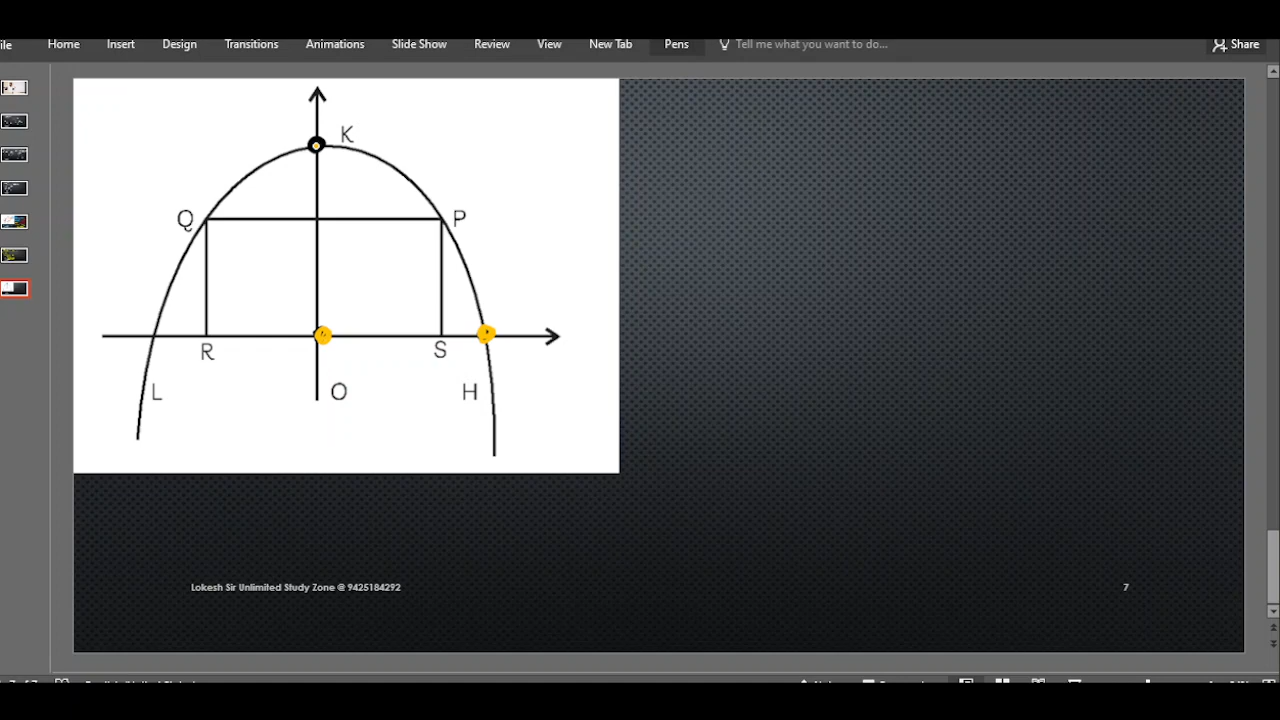 ile Home Insert Design Transitions Animations Slide Show Review View New Tab Pens Tell me what you want to do... Share
K
Q P
R S
L O H
Lokesh Sir Unlimited Study Zone @ 9425184292 7